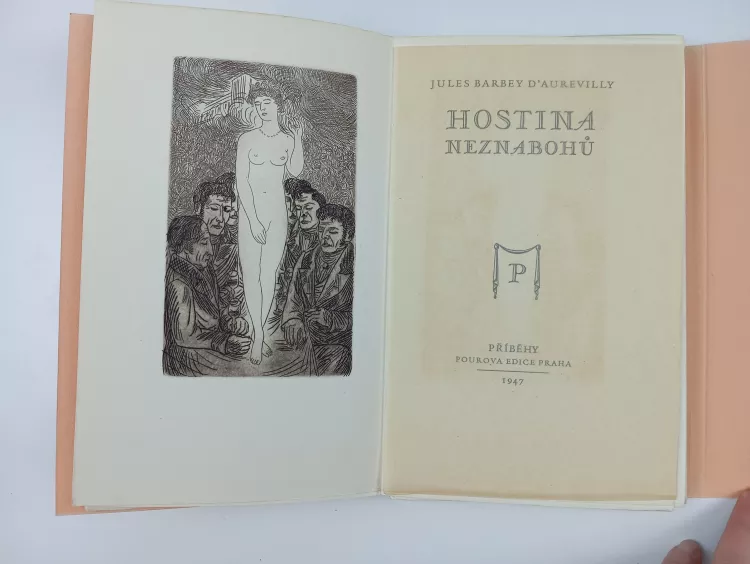 JULES BARBEY D'AUREVILLY
HOSTINA
NEZNABOHŮ
P
PŘÍBĚHY
POUROVA EDICE PRAHA
1947